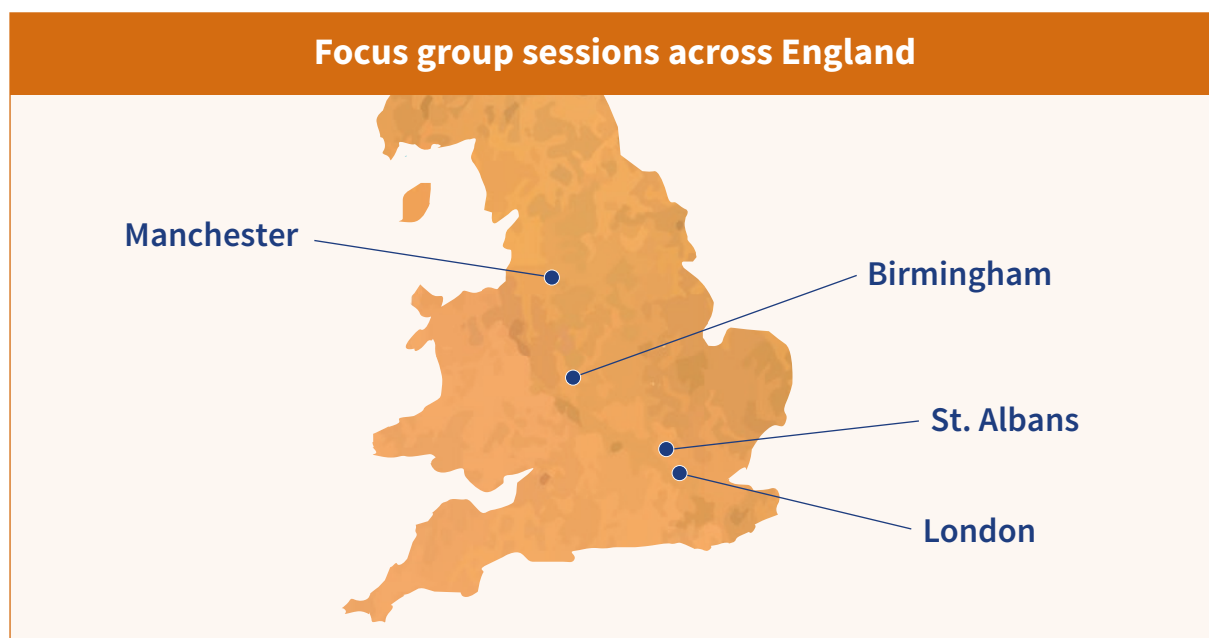 Focus group sessions across England
Manchester
Birmingham
St. Albans
London